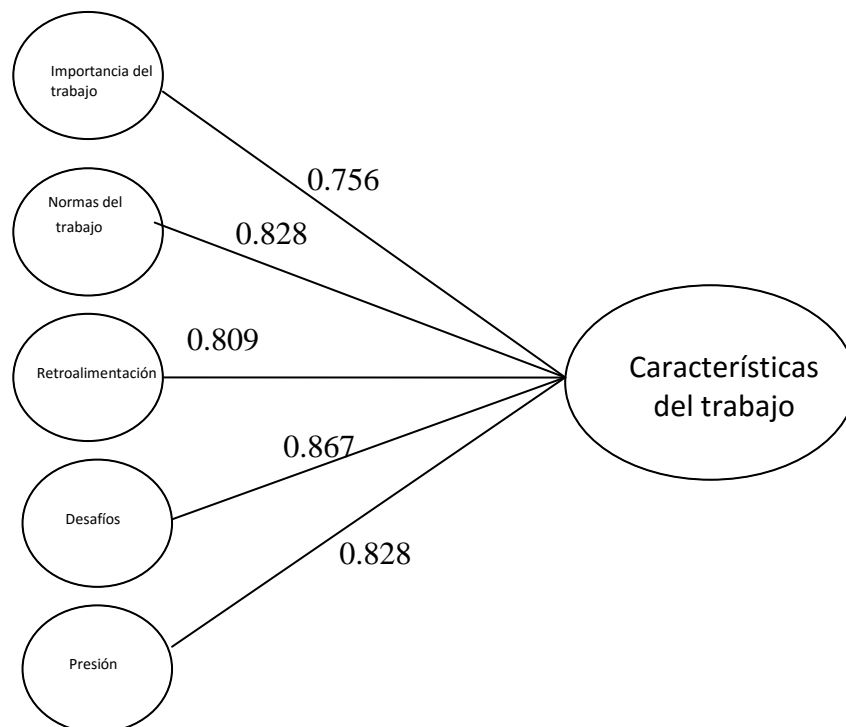 Importancia del
trabajo
0.756
Normas del
trabajo
0.828
0.809
Retroalimentación
Características
del trabajo
0.867
Desafíos
0.828
Presión